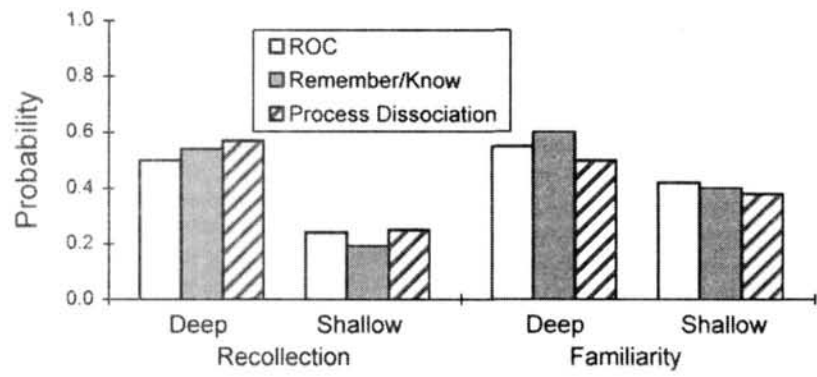 Probability
1.0
0.8
0.6
0.4
0.2
0.0
ROC
Remember/Know
Process Dissociation
Deep Shallow Deep Shallow
Recollection Familiarity